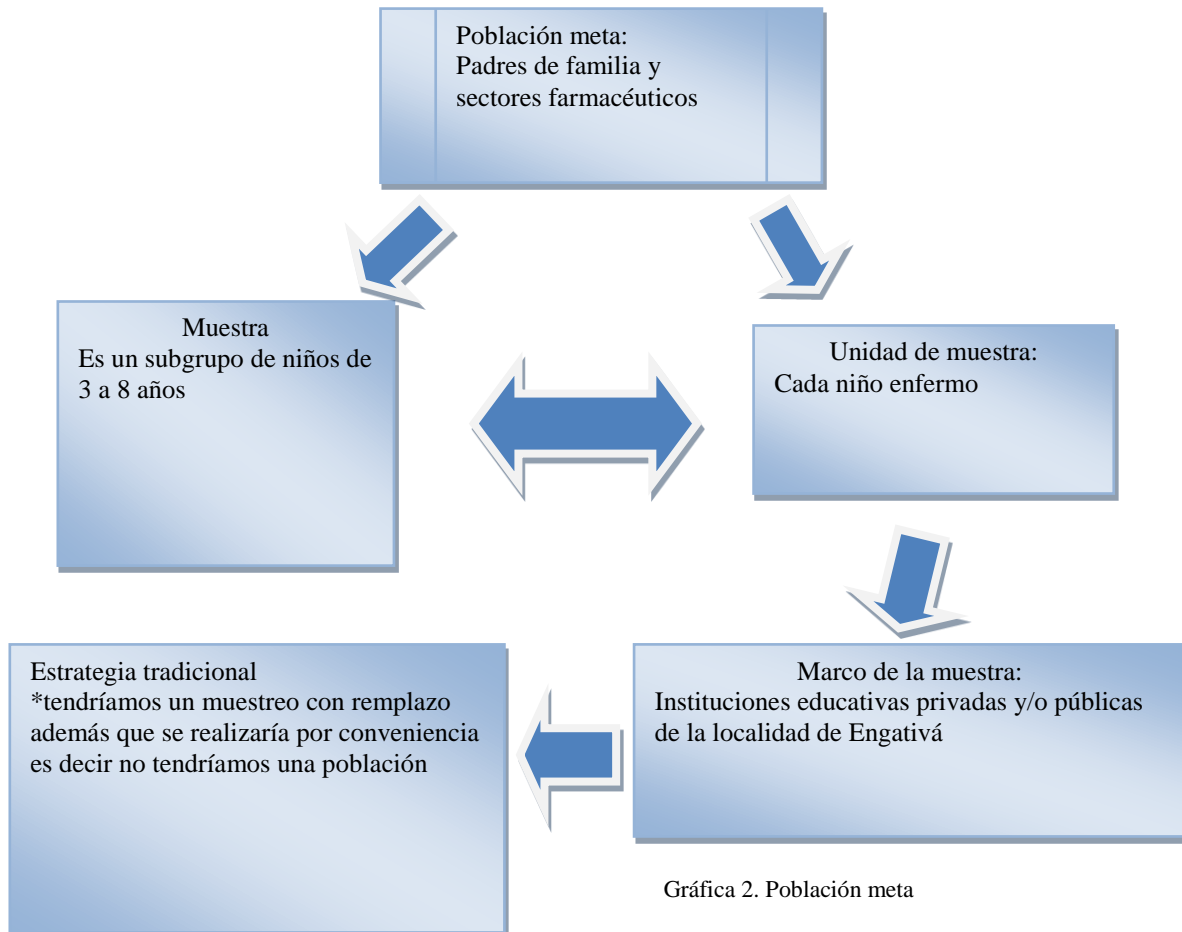 Población meta:
Padres de familia y
sectores farmacéuticos
Muestra
Es un subgrupo de niños de
3 a 8 años
Unidad de muestra:
Cada niño enfermo
Estrategia tradicional
*tendríamos un muestreo con remplazo
además que se realizaría por conveniencia
es decir no tendríamos una población
Marco de la muestra:
Instituciones educativas privadas y/o públicas
de la localidad de Engativá
Gráfica 2. Población meta